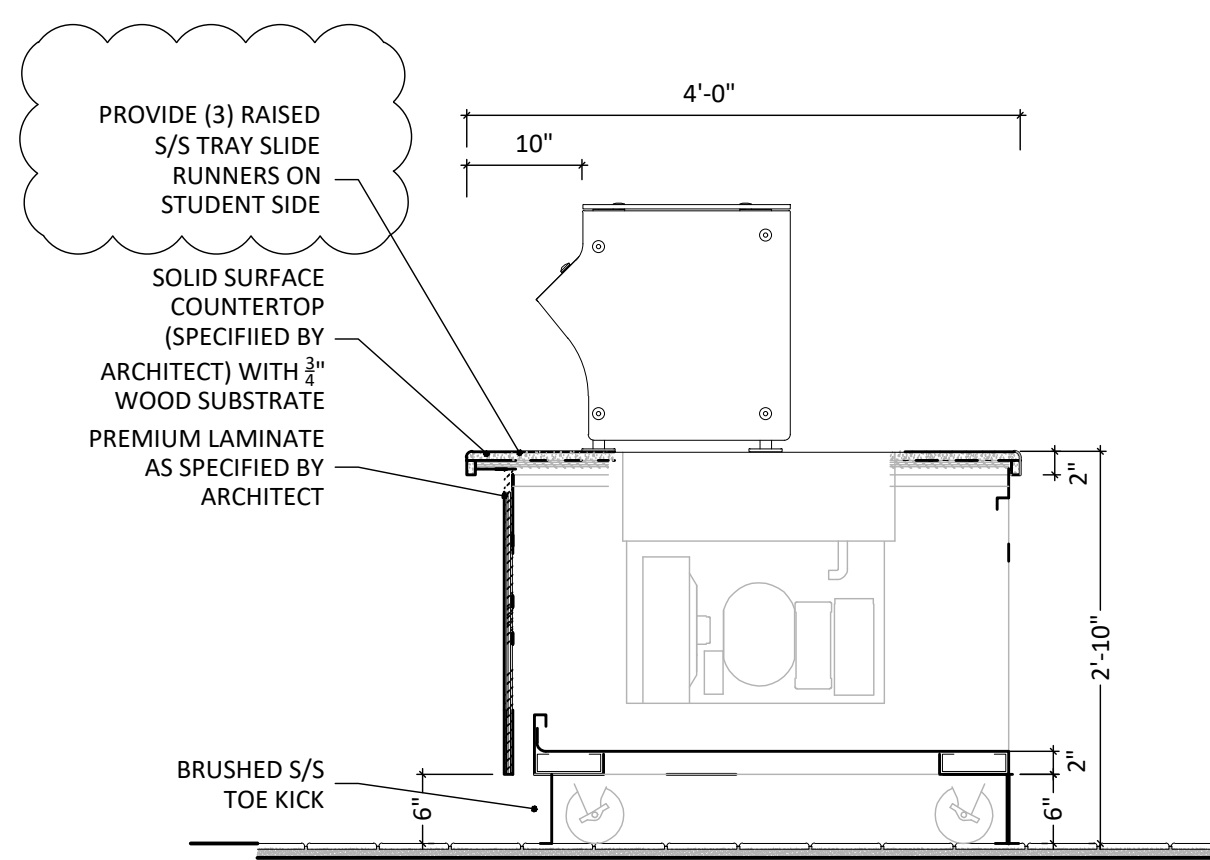 PROVIDE (3) RAISED
S/S TRAY SLIDE
RUNNERS ON
STUDENT SIDE
SOLID SURFACE
COUNTERTOP
(SPECIFIIED BY
ARCHITECT) WITH 3/4"
WOOD SUBSTRATE
PREMIUM LAMINATE
AS SPECIFIED BY
ARCHITECT
BRUSHED S/S
TOE KICK
4'-0"
10"
2"
2'-10"
2"
6"
6"